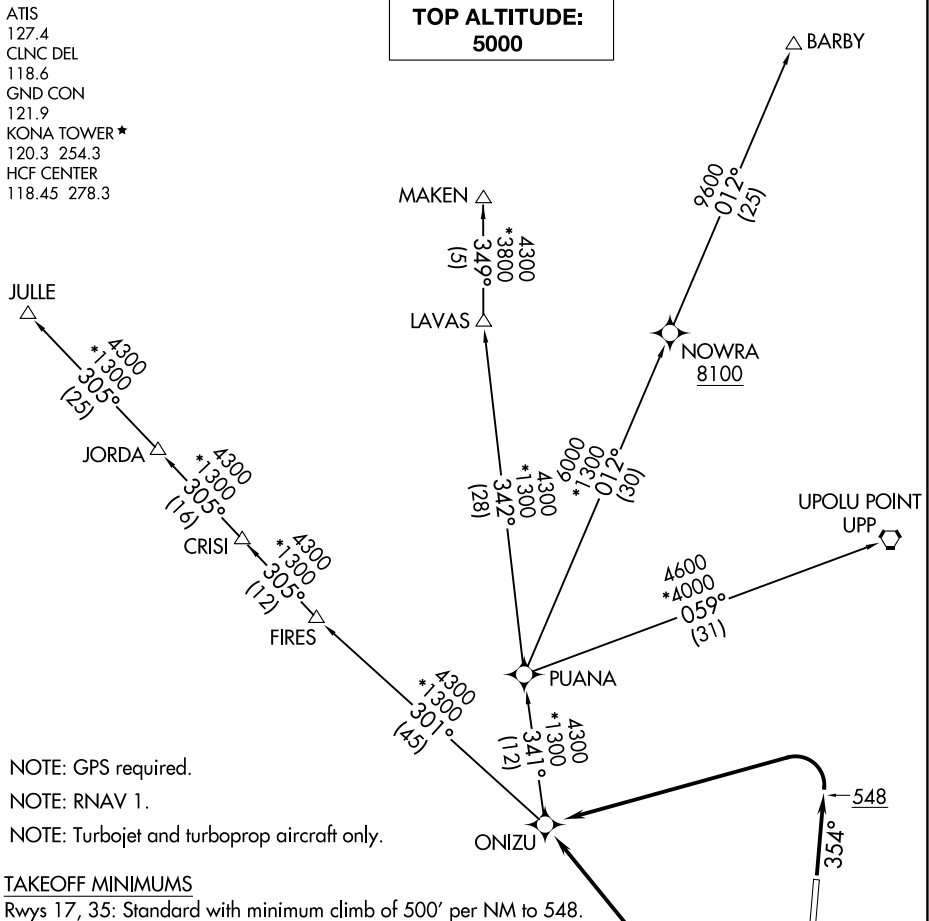 ATIS
127.4
CLNC DEL
118.6
GND CON
121.9
KONA TOWER★
120.3 254.3
HCF CENTER
118.45 278.3
TOP ALTITUDE:
5000
BARBY
9600
012°
(25)
MAKEN
4300
*3800
349°
(5)
LAVAS
JULLE
4300
*1300
305°
(25)
NOWRA
8100
JORDA
4300
*1300
305°
(16)
CRISI
4300
*1300
342°
(28)
6000
*1300
012°
(30)
UPOLU POINT
UPP
4300
*1300
305°
(12)
FIRES
4600
*4000
059°
(31)
PUANA
4300
*1300
301°
(45)
4300
*1300
341°
(12)
ONIZU
548
354°
NOTE: GPS required.
NOTE: RNAV 1.
NOTE: Turbojet and turboprop aircraft only.
TAKEOFF MINIMUMS
Rwys 17, 35: Standard with minimum climb of 500' per NM to 548.